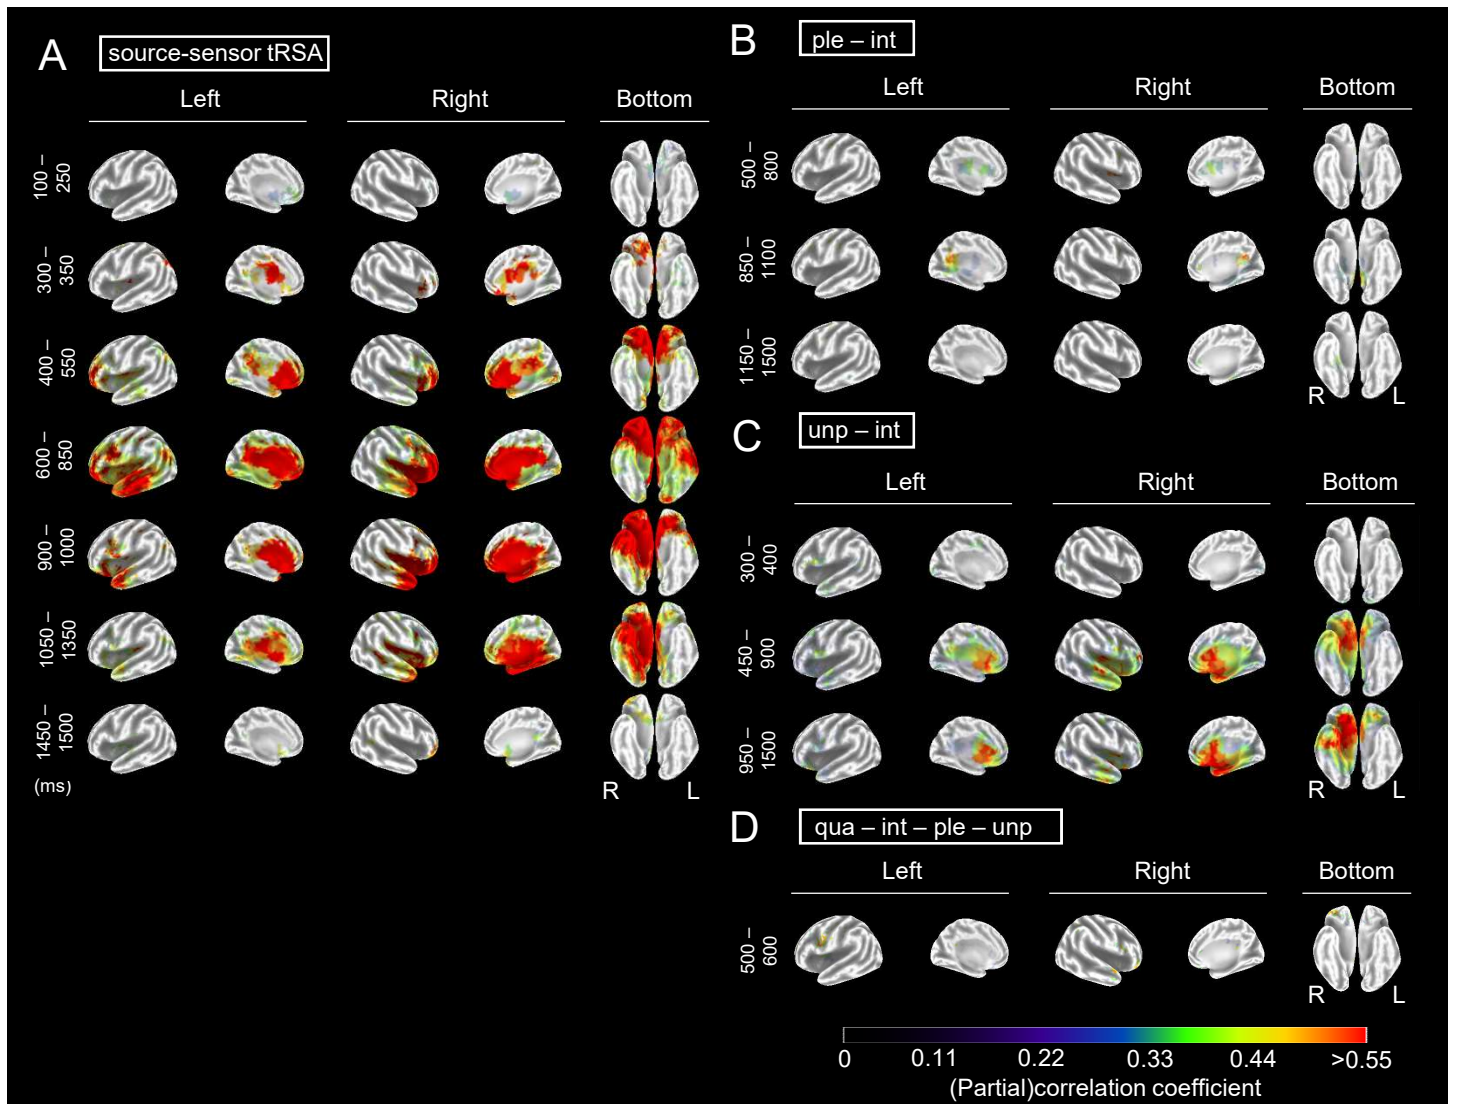 A
source-sensor tRSA
Left
Right
Bottom
100 –
250
300 –
350
400 –
550
600 –
850
900 –
1000
1050 –
1350
1450 –
1500
(ms)
R
L
B
ple – int
Left
Right
Bottom
500 –
800
850 –
1100
1150 –
1500
R
L
C
unp – int
Left
Right
Bottom
300 –
400
450 –
900
950 –
1500
R
L
D
qua – int – ple – unp
Left
Right
Bottom
500 –
600
R
L
0 0.11 0.22 0.33 0.44 >0.55
(Partial)correlation coefficient